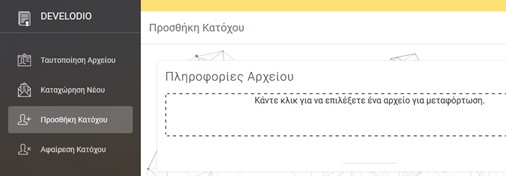 DEVELODIO
Ταυτοποίηση Αρχείου
Καταχώρηση Νέου
Προσθήκη Κατόχου
Αφαίρεση Κατόχου
Προσθήκη Κατόχου
Πληροφορίες Αρχείου
Κάντε κλικ για να επιλέξετε ένα αρχείο για μεταφόρτωση.